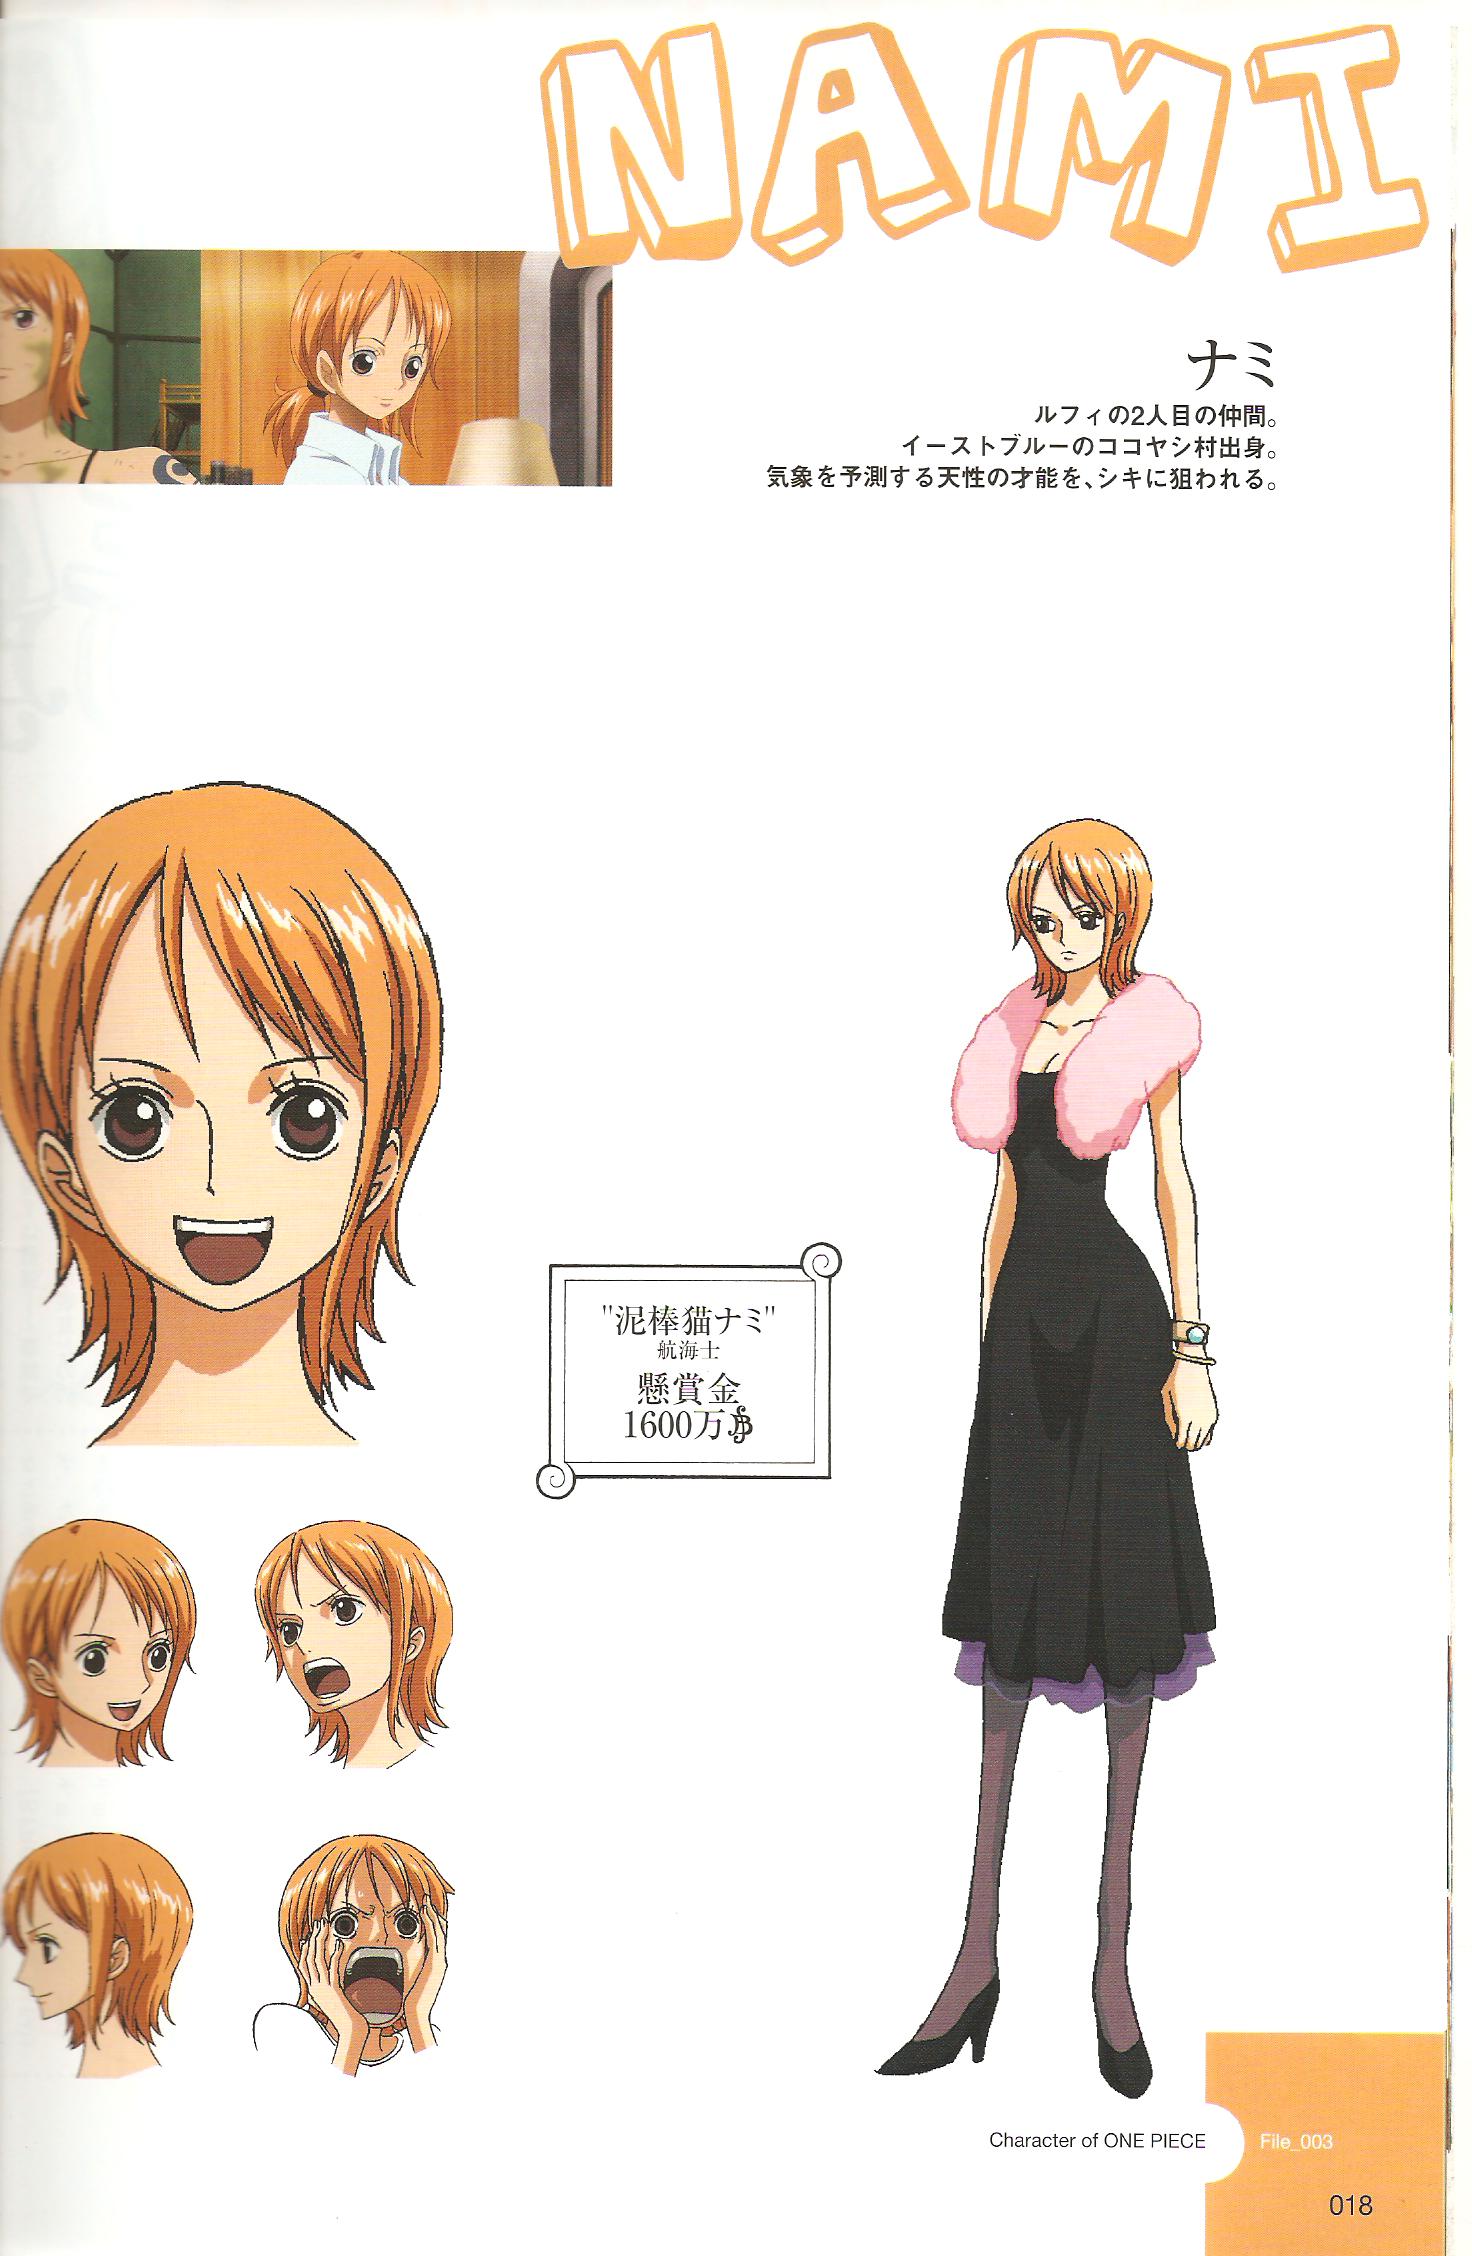 NAMI
ナミ
ルフィの2人目の仲間。
イーストブルーのココヤシ村出身。
気象を予測する天性の才能を、シキに狙われる。
"泥棒猫ナミ"
航海士
懸賞金
1600万฿
Character of ONE PIECE
File_003
018